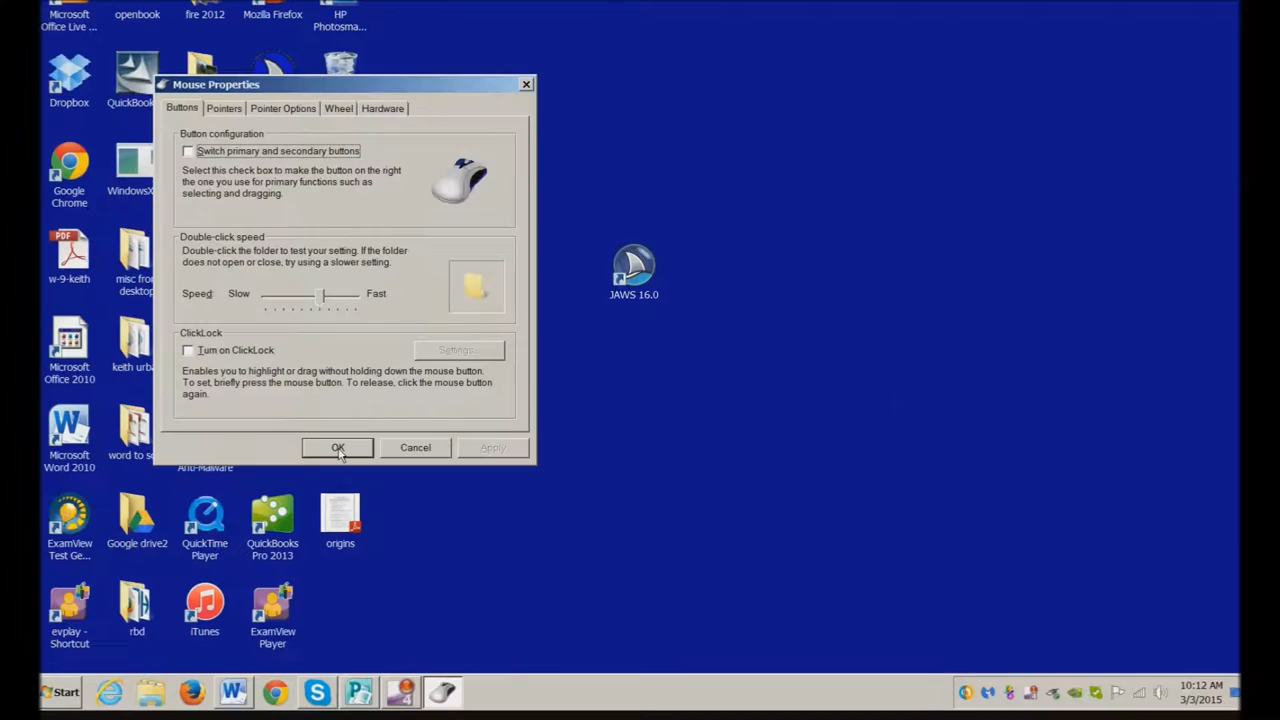 Microsoft
Office Live ...
openbook
fire 2012
Mozilla Firefox
HP
Photosma...
Dropbox
QuickBook
Google
Chrome
WindowsX
PDF
w-9-keith
misc from
desktop
Microsoft
Office 2010
keith urba
Microsoft
Word 2010
word to sc
Anti-Malware
ExamView
Test Ge...
Google drive2
QuickTime
Player
QuickBooks
Pro 2013
origins
evplay -
Shortcut
rbd
iTunes
ExamView
Player
JAWS 16.0
Mouse Properties
Buttons
Pointers
Pointer Options
Wheel
Hardware
Button configuration
Switch primary and secondary buttons
Select this check box to make the button on the right
the one you use for primary functions such as
selecting and dragging.
Double-click speed
Double-click the folder to test your setting. If the folder
does not open or close, try using a slower setting.
Speed:
Slow
Fast
ClickLock
Turn on ClickLock
Settings...
Enables you to highlight or drag without holding down the mouse button.
To set, briefly press the mouse button. To release, click the mouse button
again.
OK
Cancel
Apply
Start
10:12 AM
3/3/2015